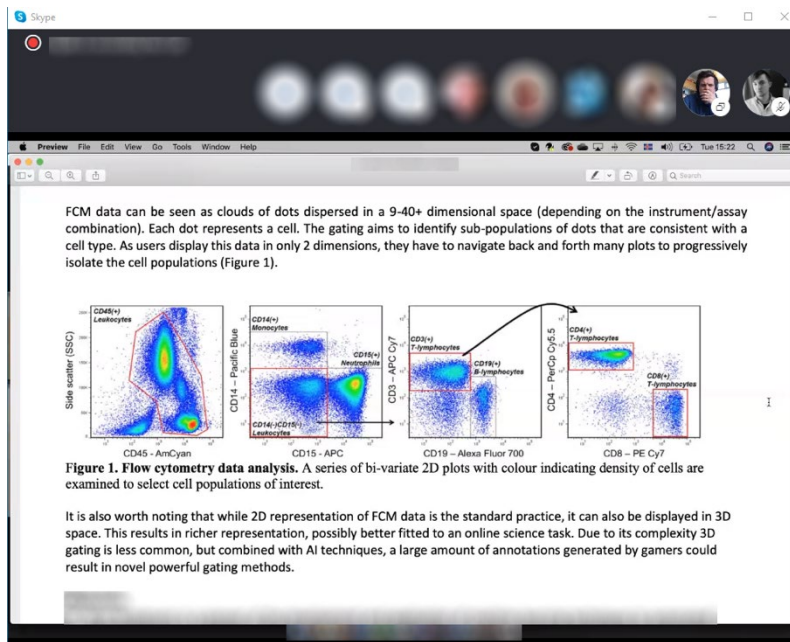 Skype
Preview File Edit View Go Tools Window Help
Tue 15:22
Search
FCM data can be seen as clouds of dots dispersed in a 9-40+ dimensional space (depending on the instrument/assay
combination). Each dot represents a cell. The gating aims to identify sub-populations of dots that are consistent with a
cell type. As users display this data in only 2 dimensions, they have to navigate back and forth many plots to progressively
isolate the cell populations (Figure 1).
CD45(+)
Leukocytes
Side scatter (SSC)
CD45 - AmCyan
CD14(+)
Monocytes
CD15(+)
Neutrophils
CD14(-)CD15(-)
Leukocytes
CD14 – Pacific Blue
CD15 - APC
CD3(+)
T-lymphocytes
CD19(+)
B-lymphocytes
CD3 – APC Cy7
CD19 – Alexa Fluor 700
CD4(+)
T-lymphocytes
CD8(+)
T-lymphocytes
CD4 – PerCp Cy5.5
CD8 – PE Cy7
Figure 1. Flow cytometry data analysis. A series of bi-variate 2D plots with colour indicating density of cells are
examined to select cell populations of interest.
It is also worth noting that while 2D representation of FCM data is the standard practice, it can also be displayed in 3D
space. This results in richer representation, possibly better fitted to an online science task. Due to its complexity 3D
gating is less common, but combined with AI techniques, a large amount of annotations generated by gamers could
result in novel powerful gating methods.